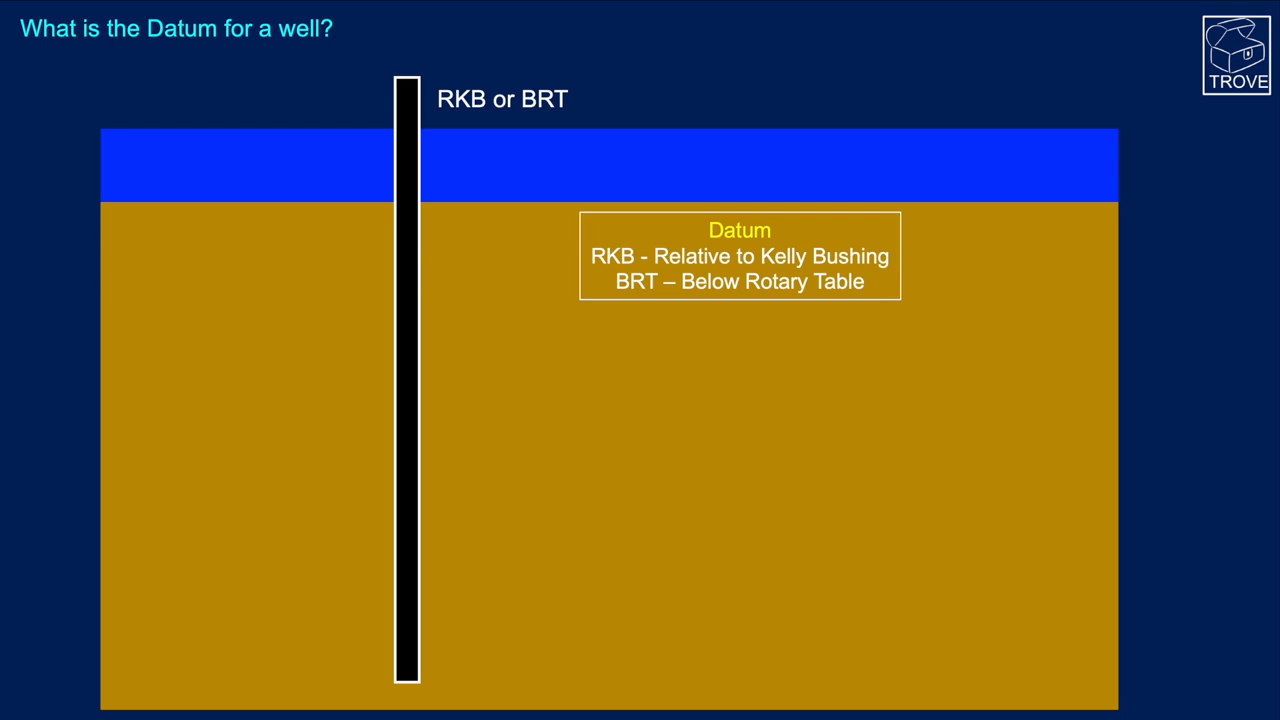 What is the Datum for a well?
TROVE
RKB or BRT
Datum
RKB - Relative to Kelly Bushing
BRT – Below Rotary Table